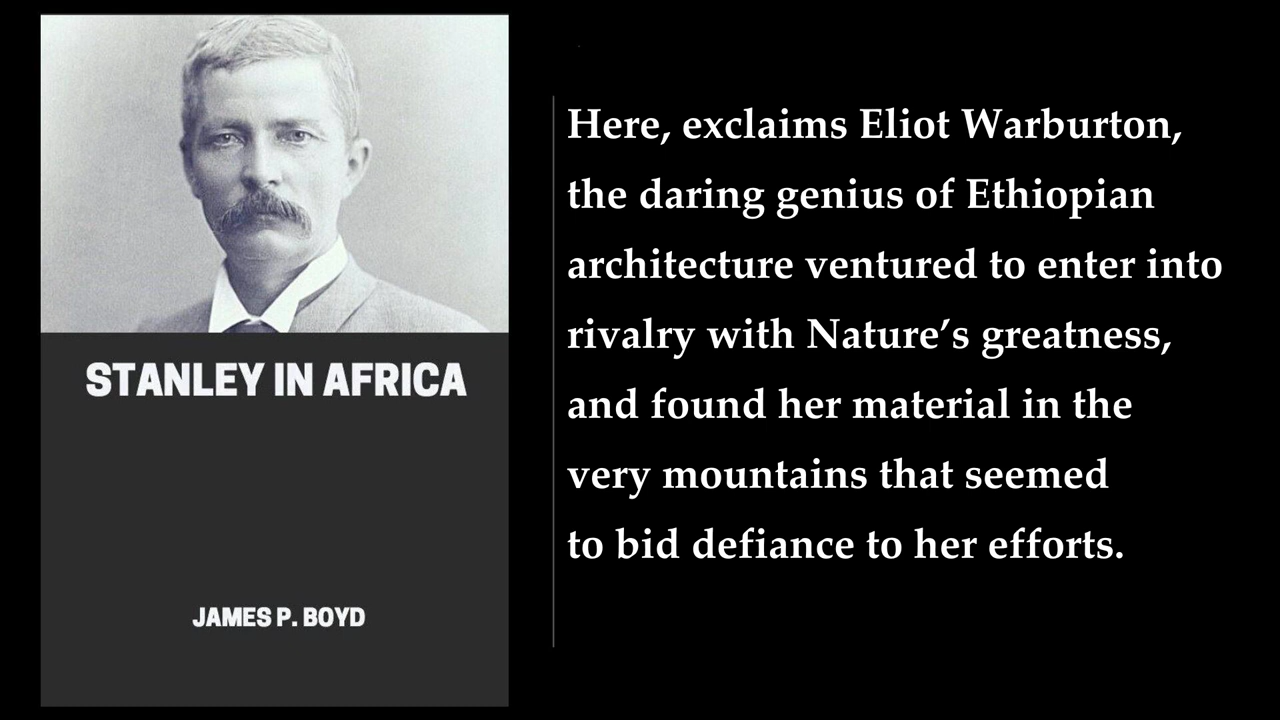 STANLEY IN AFRICA
JAMES P. BOYD
Here, exclaims Eliot Warburton,
the daring genius of Ethiopian
architecture ventured to enter into
rivalry with Nature’s greatness,
and found her material in the
very mountains that seemed
to bid defiance to her efforts.